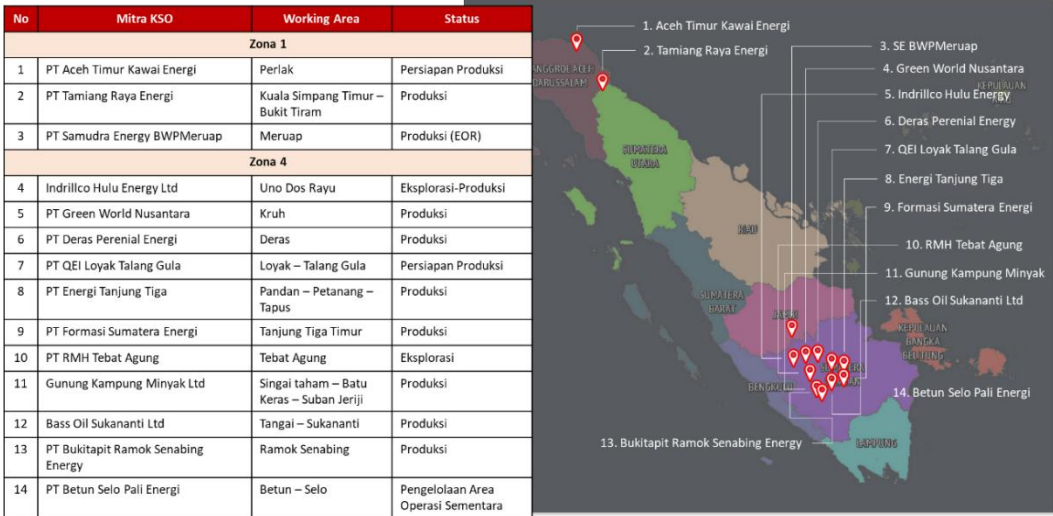 No Mitra KSO Working Area Status
Zona 1
1 PT Aceh Timur Kawai Energi Perlak Persiapan Produksi
2 PT Tamiang Raya Energi Kuala Simpang Timur – Produksi
Bukit Tiram
3 PT Samudra Energy BWPMeruap Meruap Produksi (EOR)
Zona 4
4 Indrillco Hulu Energy Ltd Uno Dos Rayu Eksplorasi-Produksi
5 PT Green World Nusantara Kruh Produksi
6 PT Deras Perenial Energi Deras Produksi
7 PT QEI Loyak Talang Gula Loyak – Talang Gula Persiapan Produksi
8 PT Energi Tanjung Tiga Pandan – Petanang – Produksi
Tapus
9 PT Formasi Sumatera Energi Tanjung Tiga Timur Produksi
10 PT RMH Tebat Agung Tebat Agung Eksplorasi
11 Gunung Kampung Minyak Ltd Singai taham – Batu Produksi
Keras – Suban Jeriji
12 Bass Oil Sukananti Ltd Tangai – Sukananti Produksi
13 PT Bukitapit Ramok Senabing Ramok Senabing Produksi
Energy
14 PT Betun Selo Pali Energi Betun – Selo Pengelolaan Area
Operasi Sementara
1. Aceh Timur Kawai Energi
2. Tamiang Raya Energi
3. SE BWPMeruap
4. Green World Nusantara
5. Indrillco Hulu Energy
6. Deras Perenial Energy
7. QEI Loyak Talang Gula
8. Energi Tanjung Tiga
9. Formasi Sumatera Energi
10. RMH Tebat Agung
11. Gunung Kampung Minyak
12. Bass Oil Sukananti Ltd
14. Betun Selo Pali Energi
13. Bukitapit Ramok Senabing Energy
DARUSSALAM
KEPULAUAN
SUMATERA
UTARA
RIAU
SUMATERA
BARAT
KEPULAUAN
BANGKA
BELITUNG
BENGKULU
LAMPUNG